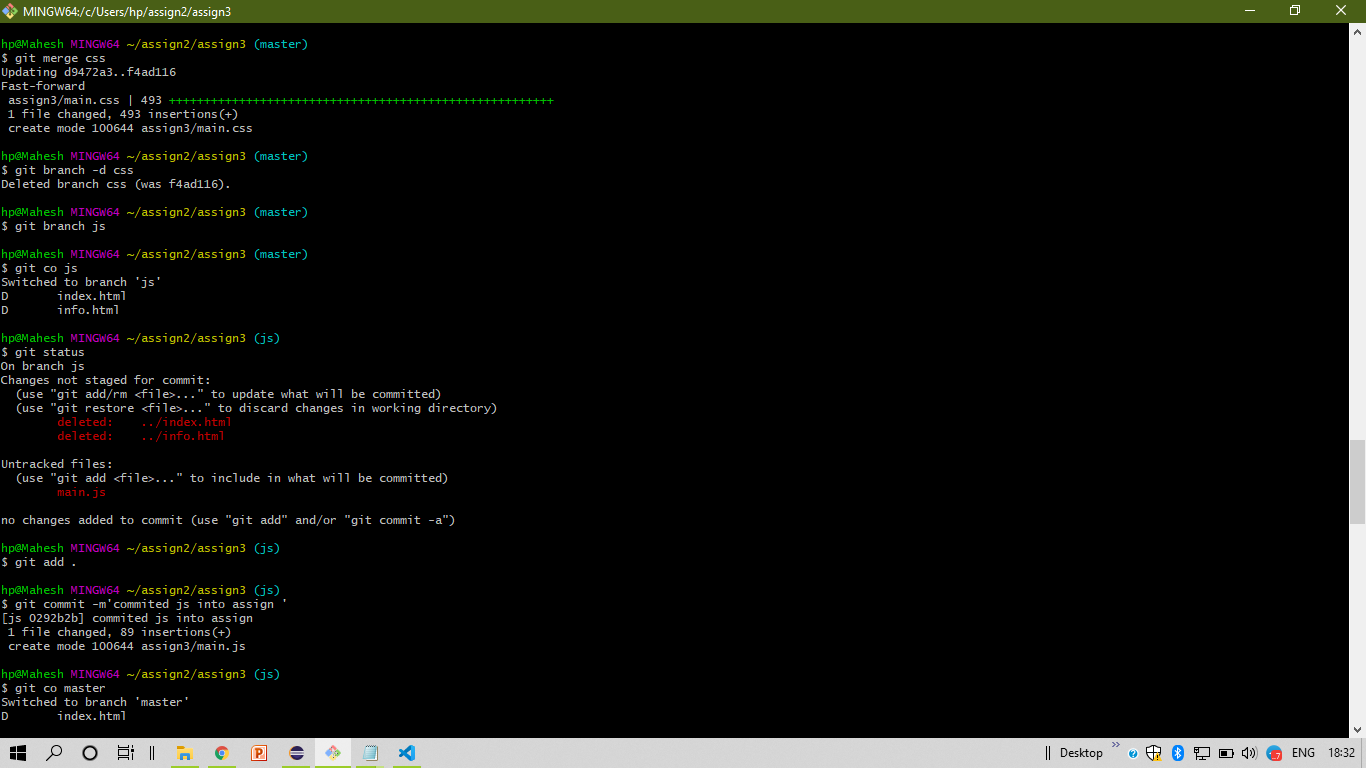 MINGW64:/c/Users/hp/assign2/assign3
hp@Mahesh MINGW64 ~/assign2/assign3 (master)
$ git merge css
Updating d9472a3..f4ad116
Fast-forward
 assign3/main.css | 493 +++++++++++++++++++++++++++++++++++++++++++++++++++++++
 1 file changed, 493 insertions(+)
 create mode 100644 assign3/main.css
hp@Mahesh MINGW64 ~/assign2/assign3 (master)
$ git branch -d css
Deleted branch css (was f4ad116).
hp@Mahesh MINGW64 ~/assign2/assign3 (master)
$ git branch js
hp@Mahesh MINGW64 ~/assign2/assign3 (master)
$ git co js
Switched to branch 'js'
D       index.html
D       info.html
hp@Mahesh MINGW64 ~/assign2/assign3 (js)
$ git status
On branch js
Changes not staged for commit:
  (use "git add/rm <file>..." to update what will be committed)
  (use "git restore <file>..." to discard changes in working directory)
        deleted:    ../index.html
        deleted:    ../info.html
Untracked files:
  (use "git add <file>..." to include in what will be committed)
        main.js
no changes added to commit (use "git add" and/or "git commit -a")
hp@Mahesh MINGW64 ~/assign2/assign3 (js)
$ git add .
hp@Mahesh MINGW64 ~/assign2/assign3 (js)
$ git commit -m'commited js into assign '
[js 0292b2b] commited js into assign
 1 file changed, 89 insertions(+)
 create mode 100644 assign3/main.js
hp@Mahesh MINGW64 ~/assign2/assign3 (js)
$ git co master
Switched to branch 'master'
D       index.html
Desktop
ENG
18:32